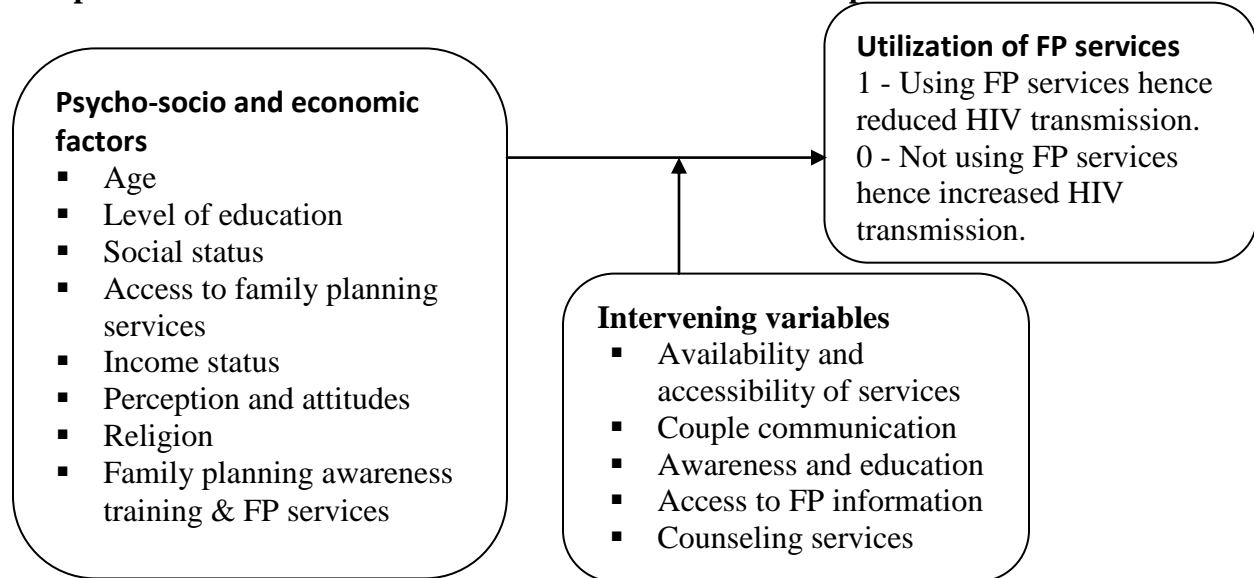 Psycho-socio and economic
factors
▪ Age
▪ Level of education
▪ Social status
▪ Access to family planning
services
▪ Income status
▪ Perception and attitudes
▪ Religion
▪ Family planning awareness
training & FP services
Utilization of FP services
1 - Using FP services hence
reduced HIV transmission.
0 - Not using FP services
hence increased HIV
transmission.
Intervening variables
▪ Availability and
accessibility of services
▪ Couple communication
▪ Awareness and education
▪ Access to FP information
▪ Counseling services